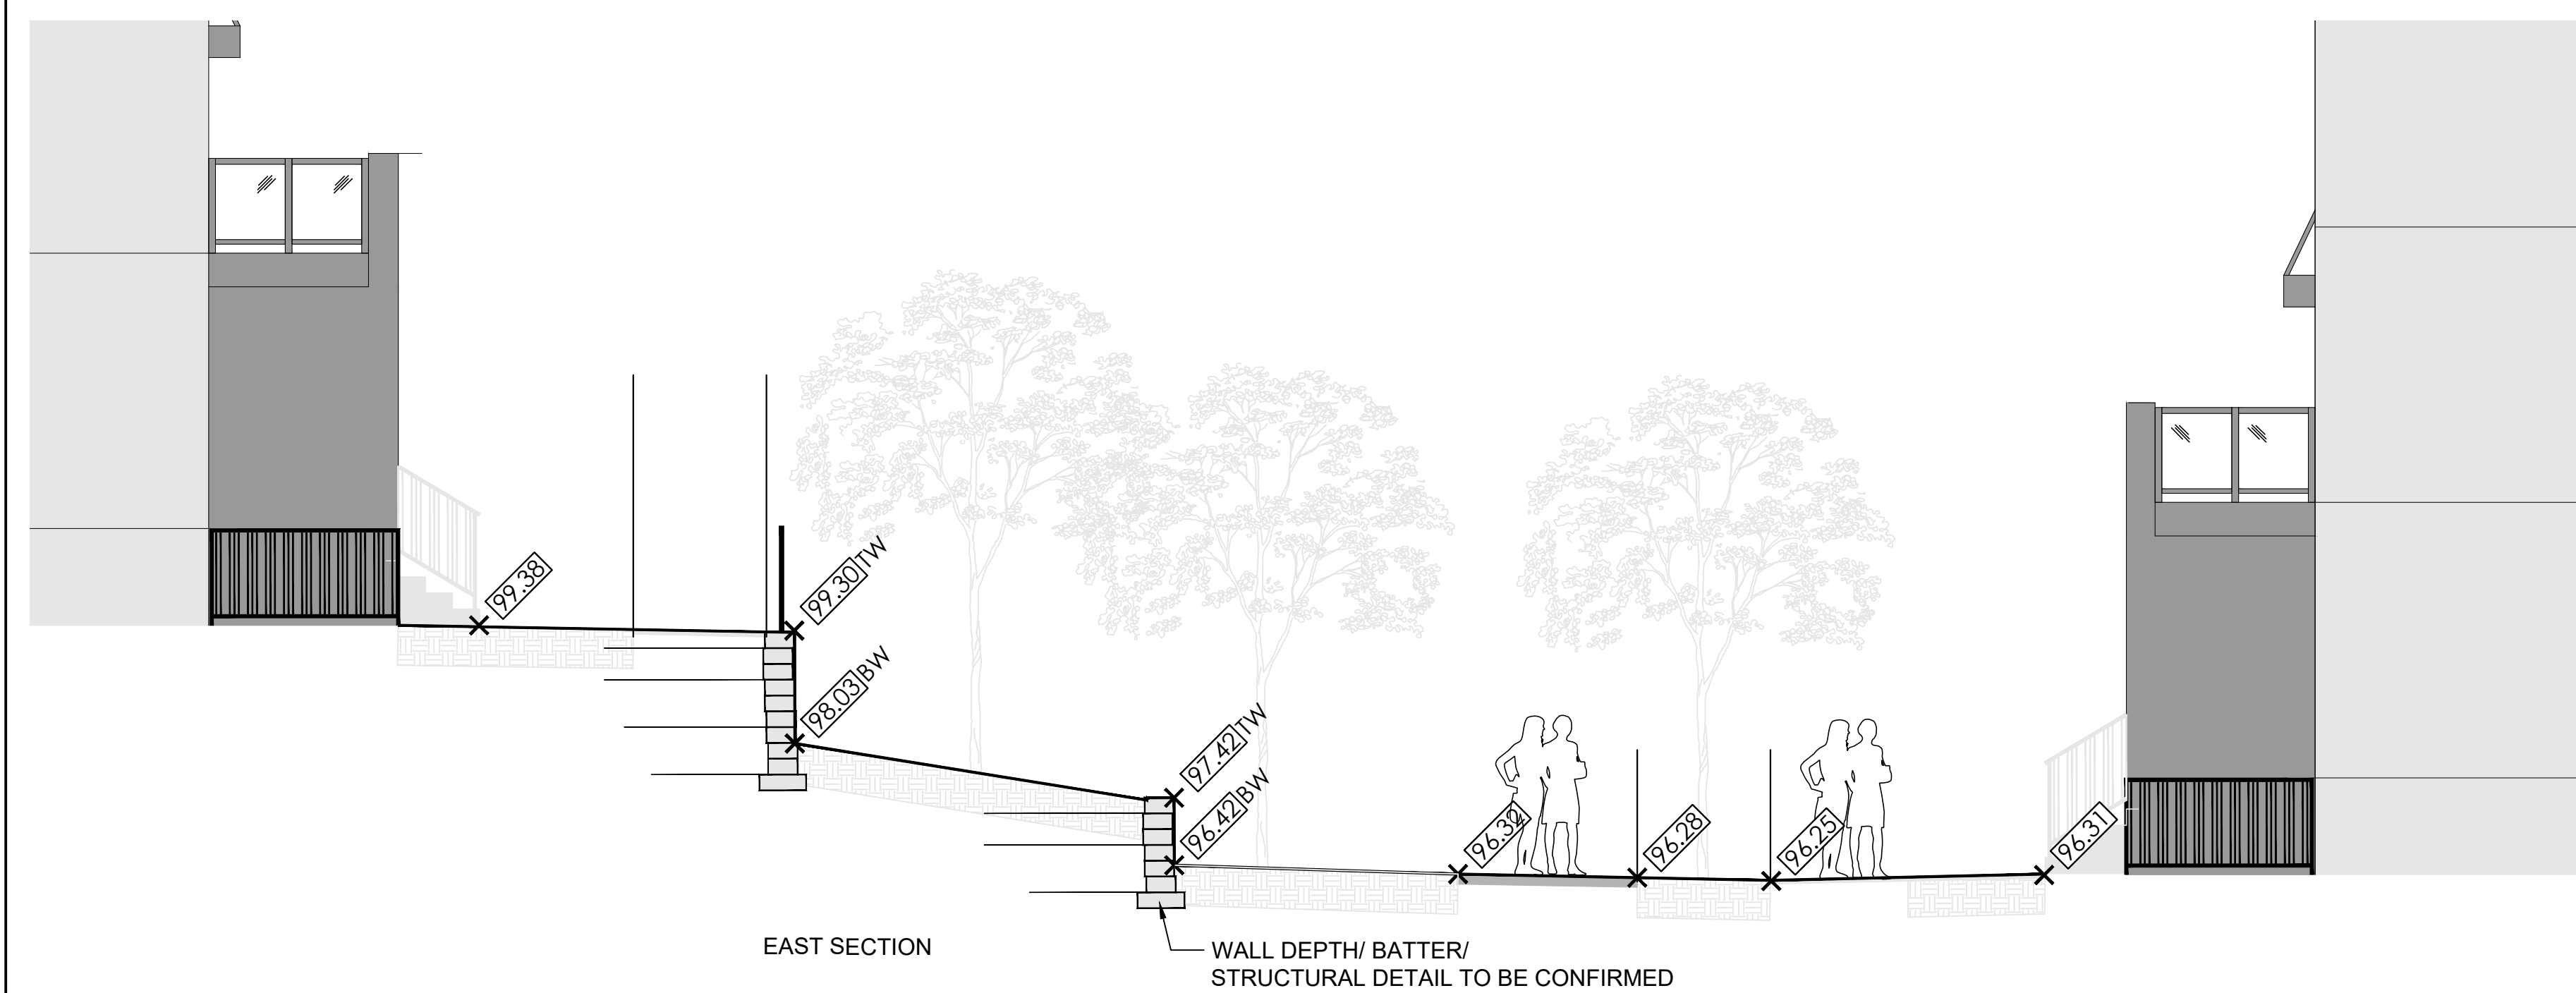 99.38
99.30 TW
98.03 BW
97.42 TW
96.42 BW
96.32
96.28
96.25
96.31
EAST SECTION
WALL DEPTH/ BATTER/
STRUCTURAL DETAIL TO BE CONFIRMED